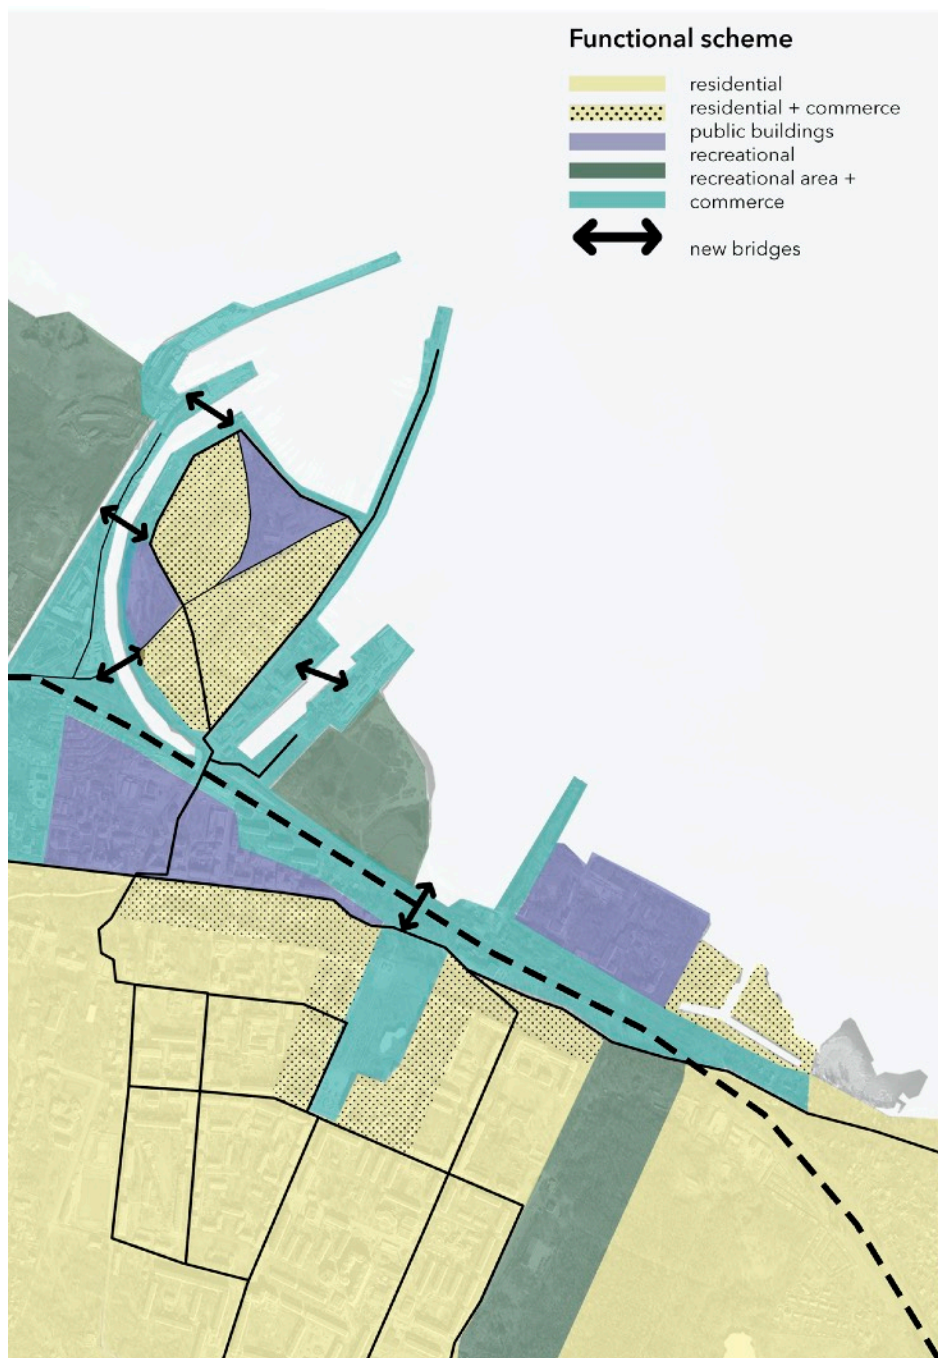 Functional scheme
residential
residential + commerce
public buildings
recreational
recreational area +
commerce
new bridges